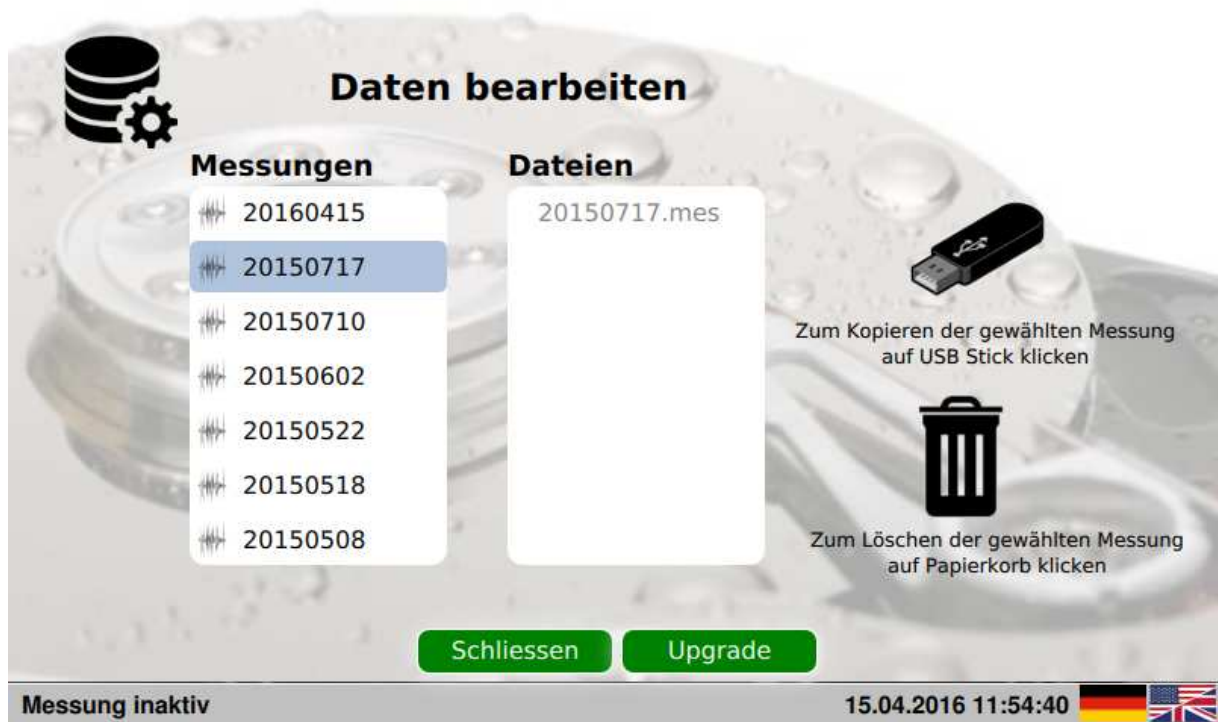 Daten bearbeiten
Messungen
20160415
20150717
20150710
20150602
20150522
20150518
20150508
Dateien
20150717.mes
Zum Kopieren der gewählten Messung
auf USB Stick klicken
Zum Löschen der gewählten Messung
auf Papierkorb klicken
Schliessen
Upgrade
Messung inaktiv
15.04.2016 11:54:40